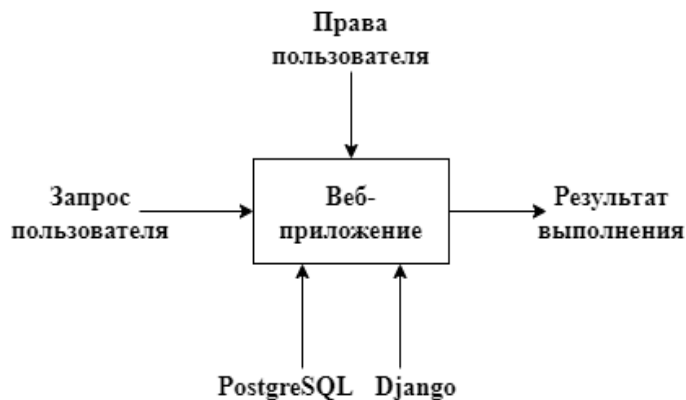 Права
пользователя
Запрос
пользователя
Веб-
приложение
Результат
выполнения
PostgreSQL Django